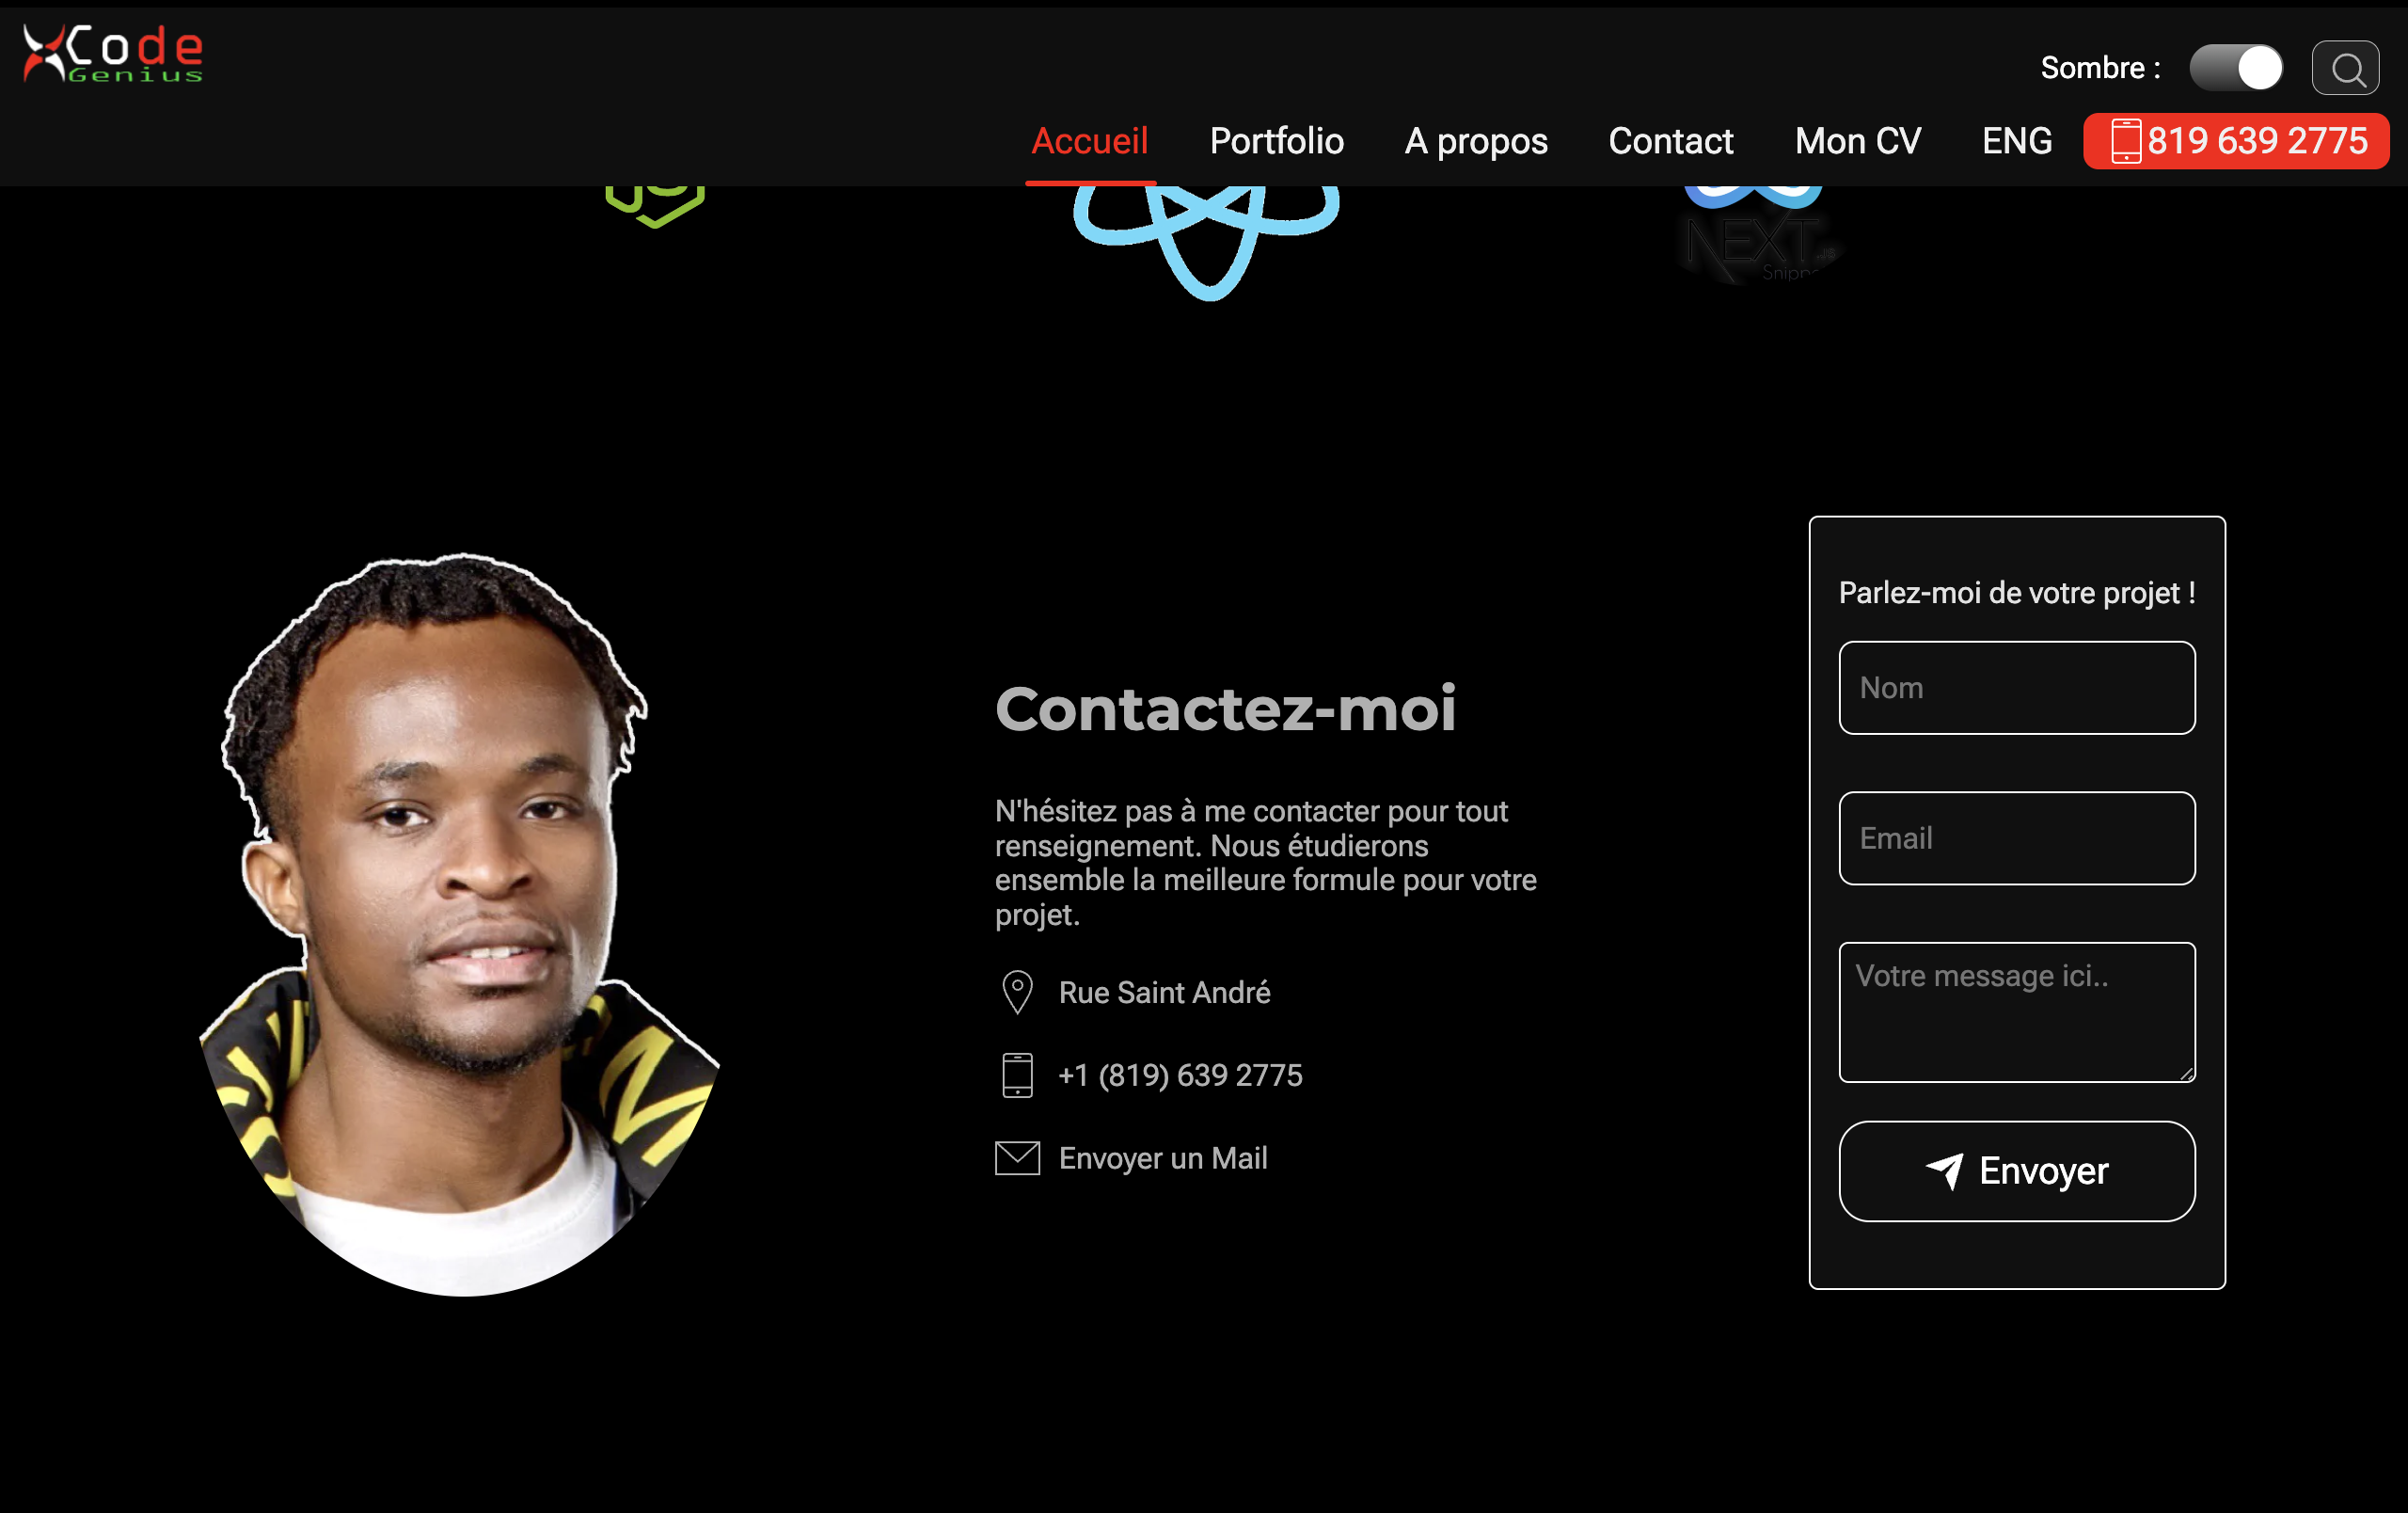 XCode
Genius
Sombre :
Accueil Portfolio A propos Contact Mon CV ENG 819 639 2775
NEXT.JS
Snipp
Contactez-moi
N'hésitez pas à me contacter pour tout
renseignement. Nous étudierons
ensemble la meilleure formule pour votre
projet.
Rue Saint André
+1 (819) 639 2775
Envoyer un Mail
Parlez-moi de votre projet !
Nom
Email
Votre message ici..
Envoyer